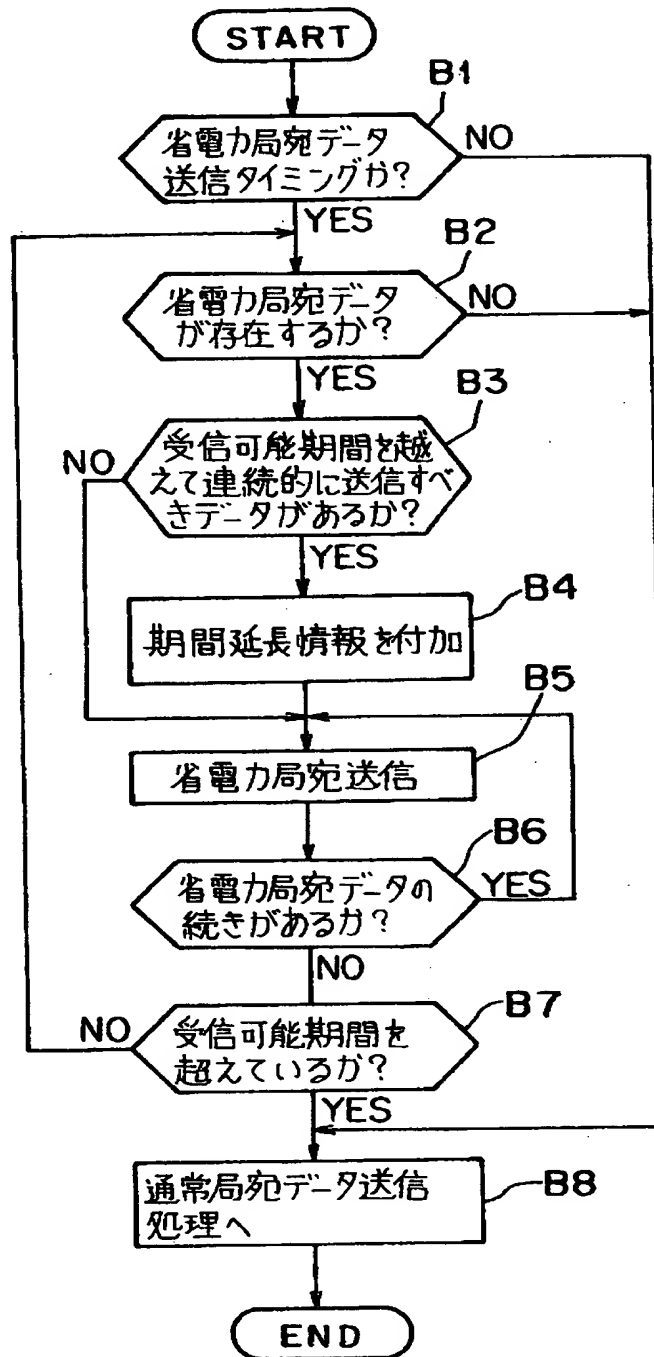 START
B1
省電力局宛データ
送信タイミングか?
NO
YES
B2
省電力局宛データ
が存在するか?
NO
YES
B3
受信可能期間を越
えて連続的に送信すべ
きデータがあるか?
NO
YES
B4
期間延長情報を付加
B5
省電力局宛送信
B6
省電力局宛データの
続きがあるか?
YES
NO
B7
受信可能期間を
超えているか?
NO
YES
B8
通常局宛データ送信
処理へ
END